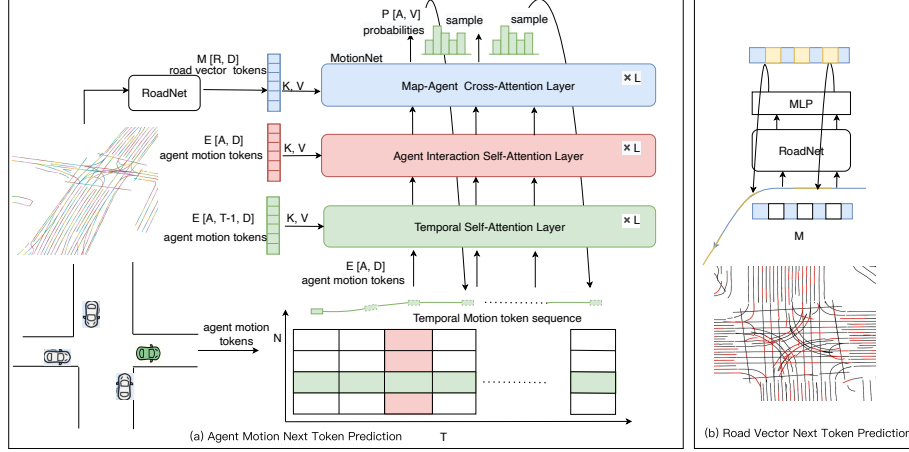 P [A, V]
probabilities
sample
sample
MotionNet
M [R, D]
road vector tokens
RoadNet
K, V
Map-Agent Cross-Attention Layer
× L
E [A, D]
agent motion tokens
K, V
Agent Interaction Self-Attention Layer
× L
E [A, T-1, D]
agent motion tokens
K, V
Temporal Self-Attention Layer
× L
E [A, D]
agent motion tokens
Temporal Motion token sequence
agent motion
tokens
N
T
(a) Agent Motion Next Token Prediction
MLP
RoadNet
M
(b) Road Vector Next Token Prediction